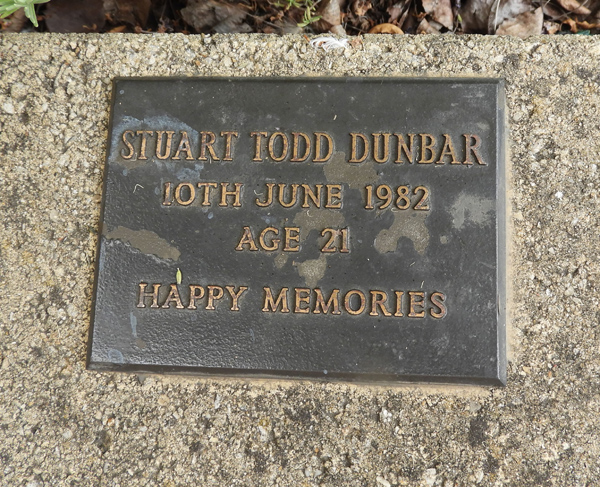 STUART TODD DUNBAR
10TH JUNE 1982
AGE 21
HAPPY MEMORIES